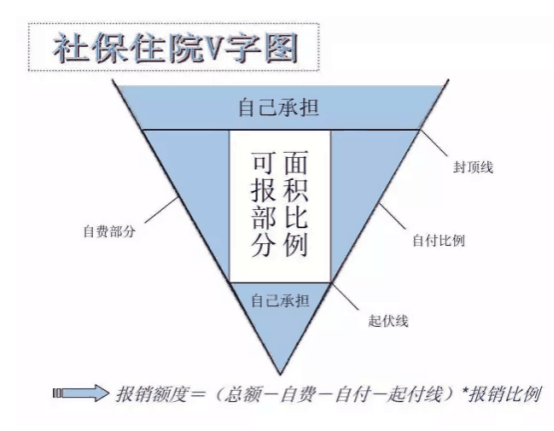 社保住院V字图
自己承担
封顶线
可报部分
面积比例
自费部分
自付比例
自己承担
起伏线
报销额度=（总额-自费-自付-起付线）*报销比例